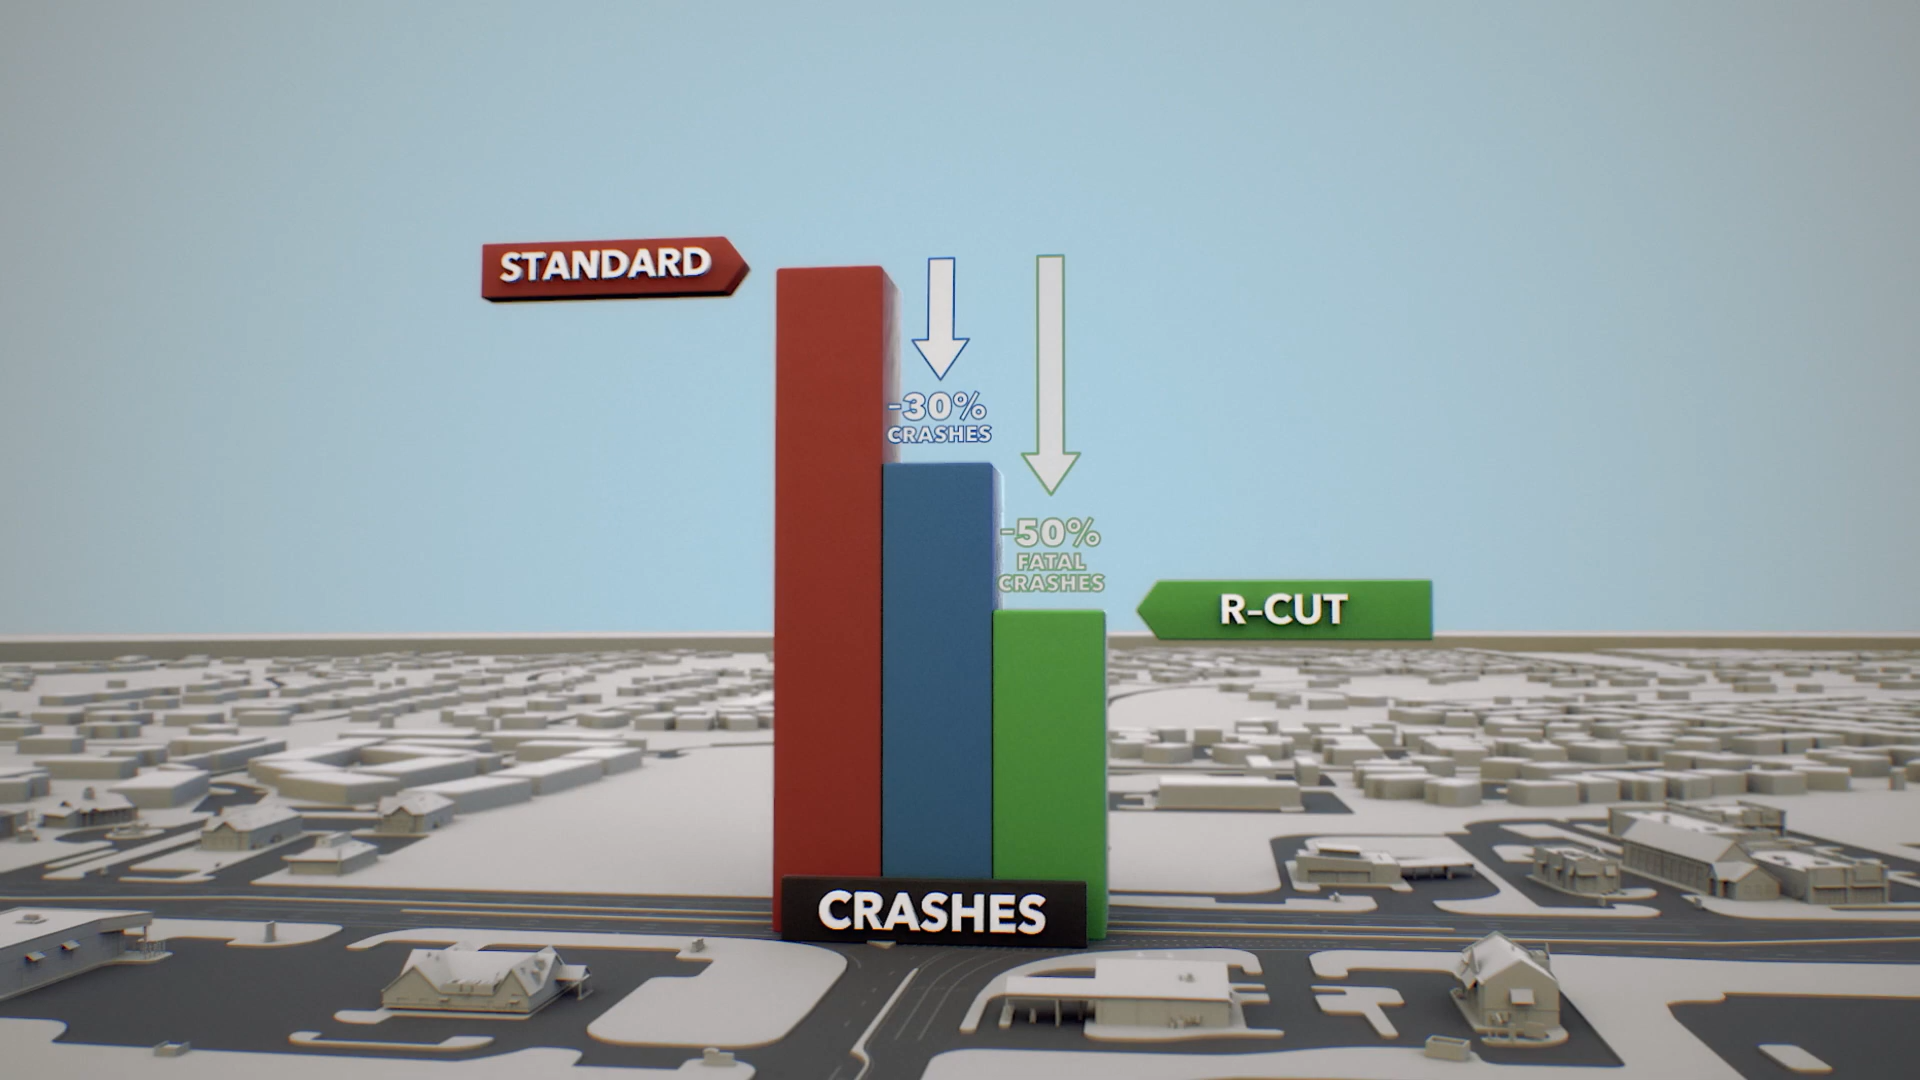 STANDARD
-30%
CRASHES
-50%
FATAL
CRASHES
R-CUT
CRASHES